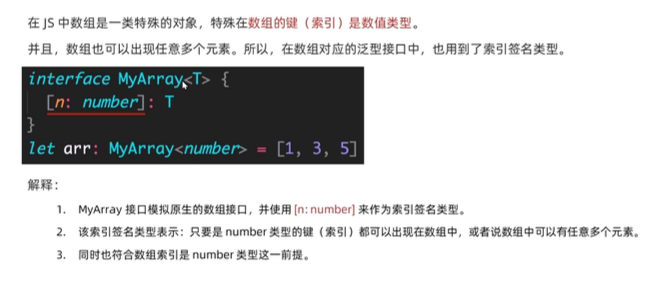 在 JS 中数组是一类特殊的对象，特殊在数组的键（索引）是数值类型。
并且，数组也可以出现任意多个元素。所以，在数组对应的泛型接口中，也用到了索引签名类型。
interface MyArray<T> {
[n: number]: T
}
let arr: MyArray<number> = [1, 3, 5]
解释：
1. MyArray 接口模拟原生的数组接口，并使用 [n: number] 来作为索引签名类型。
2. 该索引签名类型表示：只要是 number 类型的键（索引）都可以出现在数组中，或者说数组中可以有任意多个元素。
3. 同时也符合数组索引是 number 类型这一前提。